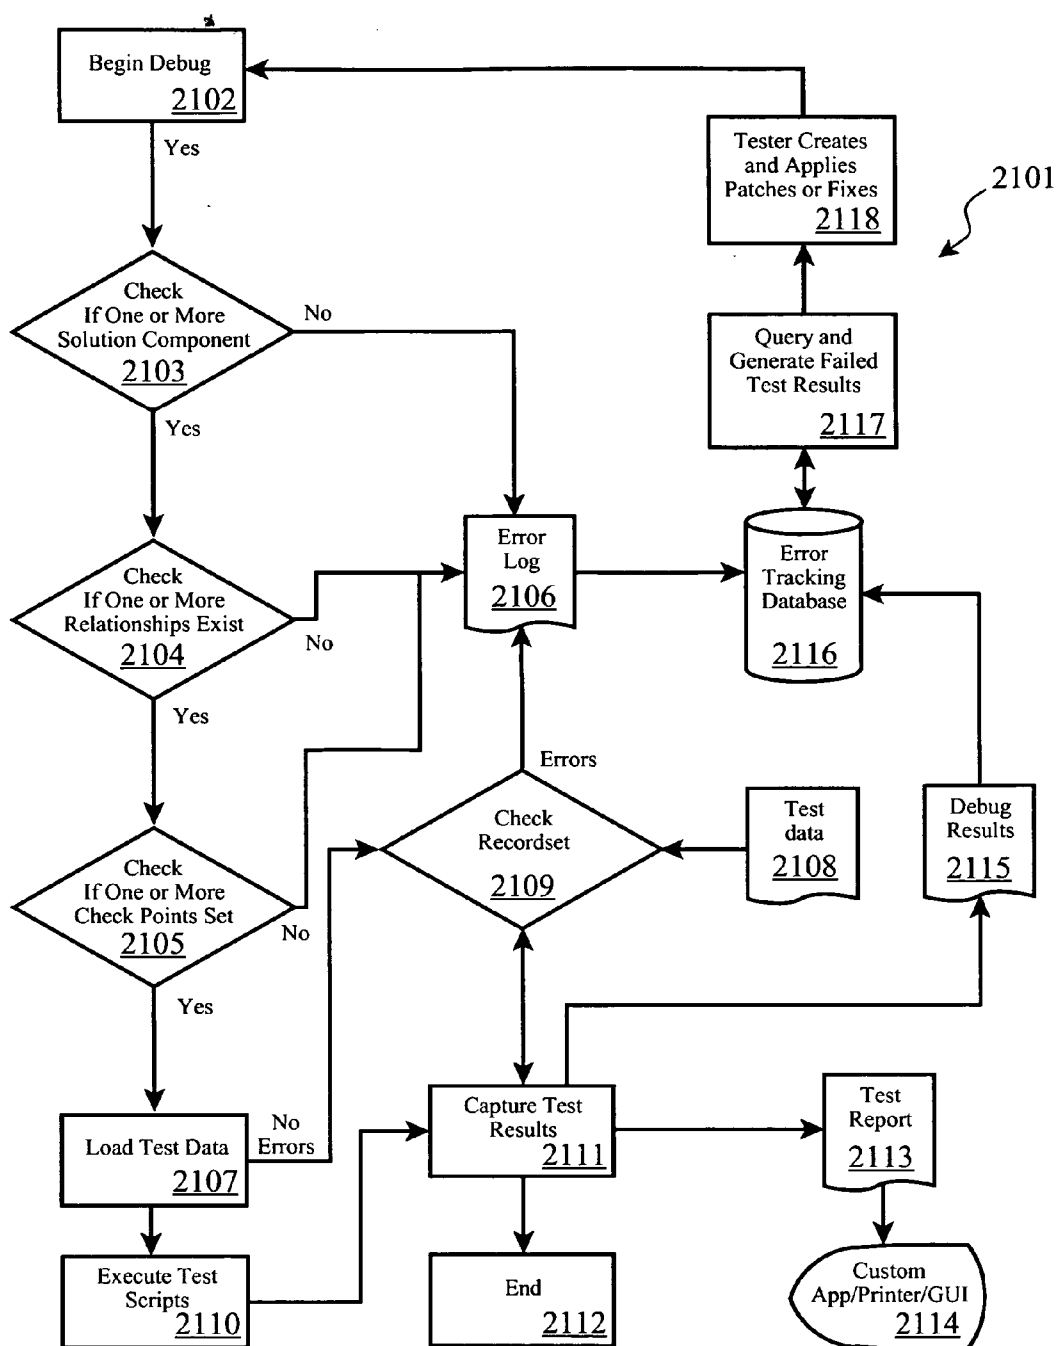 Begin Debug
2102
Yes
Tester Creates
and Applies
Patches or Fixes
2118
2101
Check
If One or More
Solution Component
2103
No
Query and
Generate Failed
Test Results
2117
Yes
Error
Log
2106
Error
Tracking
Database
2116
Check
If One or More
Relationships Exist
2104
No
Yes
Errors
Check
Recordset
2109
Test
data
2108
Debug
Results
2115
Check
If One or More
Check Points Set
2105
No
Yes
Load Test Data
2107
No
Errors
Capture Test
Results
2111
Test
Report
2113
Execute Test
Scripts
2110
End
2112
Custom
App/Printer/GUI
2114